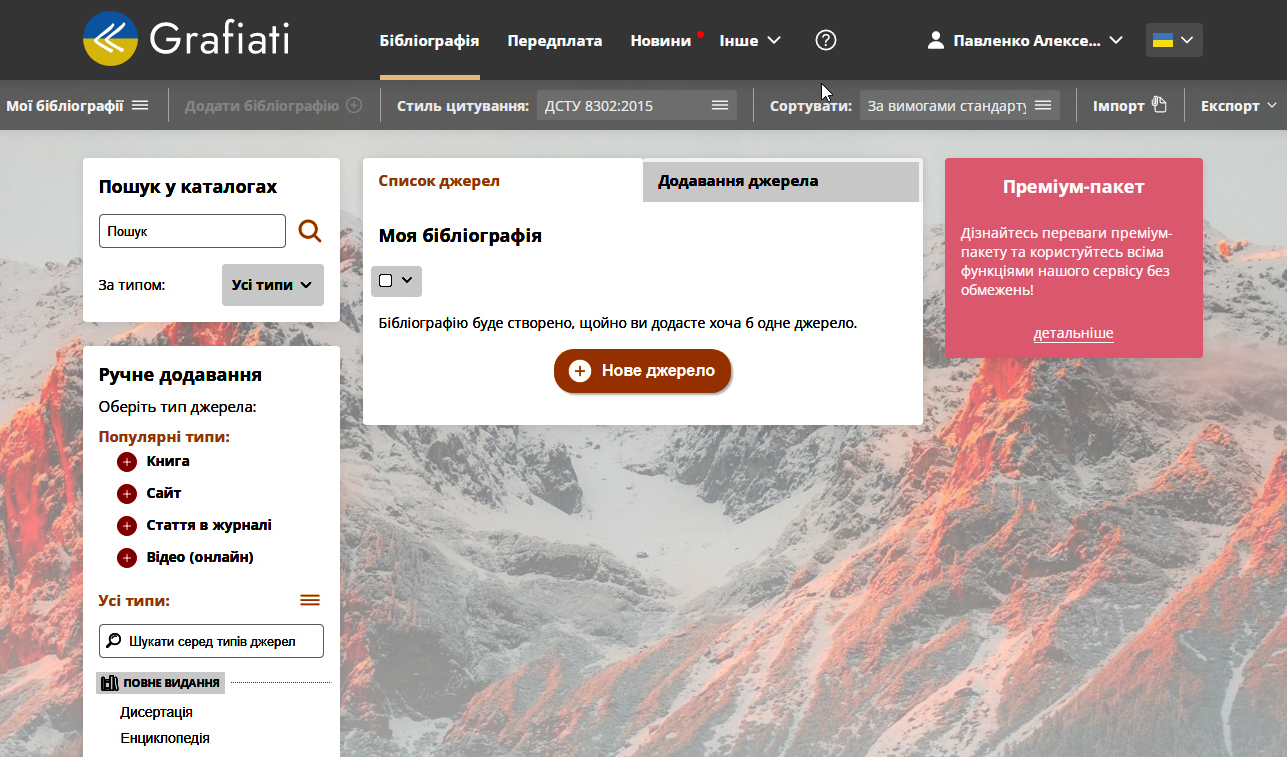 Grafiati
Бібліографія
Передплата
Новини
Інше
Павленко Алексе...
Мої бібліографії
Додати бібліографію
Стиль цитування:
ДСТУ 8302:2015
Сортувати:
За вимогами стандарту
Імпорт
Експорт
Пошук у каталогах
Пошук
За типом:
Усі типи
Ручне додавання
Оберіть тип джерела:
Популярні типи:
Книга
Сайт
Стаття в журналі
Відео (онлайн)
Усі типи:
Шукати серед типів джерел
ПОВНЕ ВИДАННЯ
Дисертація
Енциклопедія
Список джерел
Додавання джерела
Моя бібліографія
Бібліографію буде створено, щойно ви додасте хоча б одне джерело.
Нове джерело
Преміум-пакет
Дізнайтесь переваги преміум-
пакету та користуйтесь всіма
функціями нашого сервісу без
обмежень!
детальніше